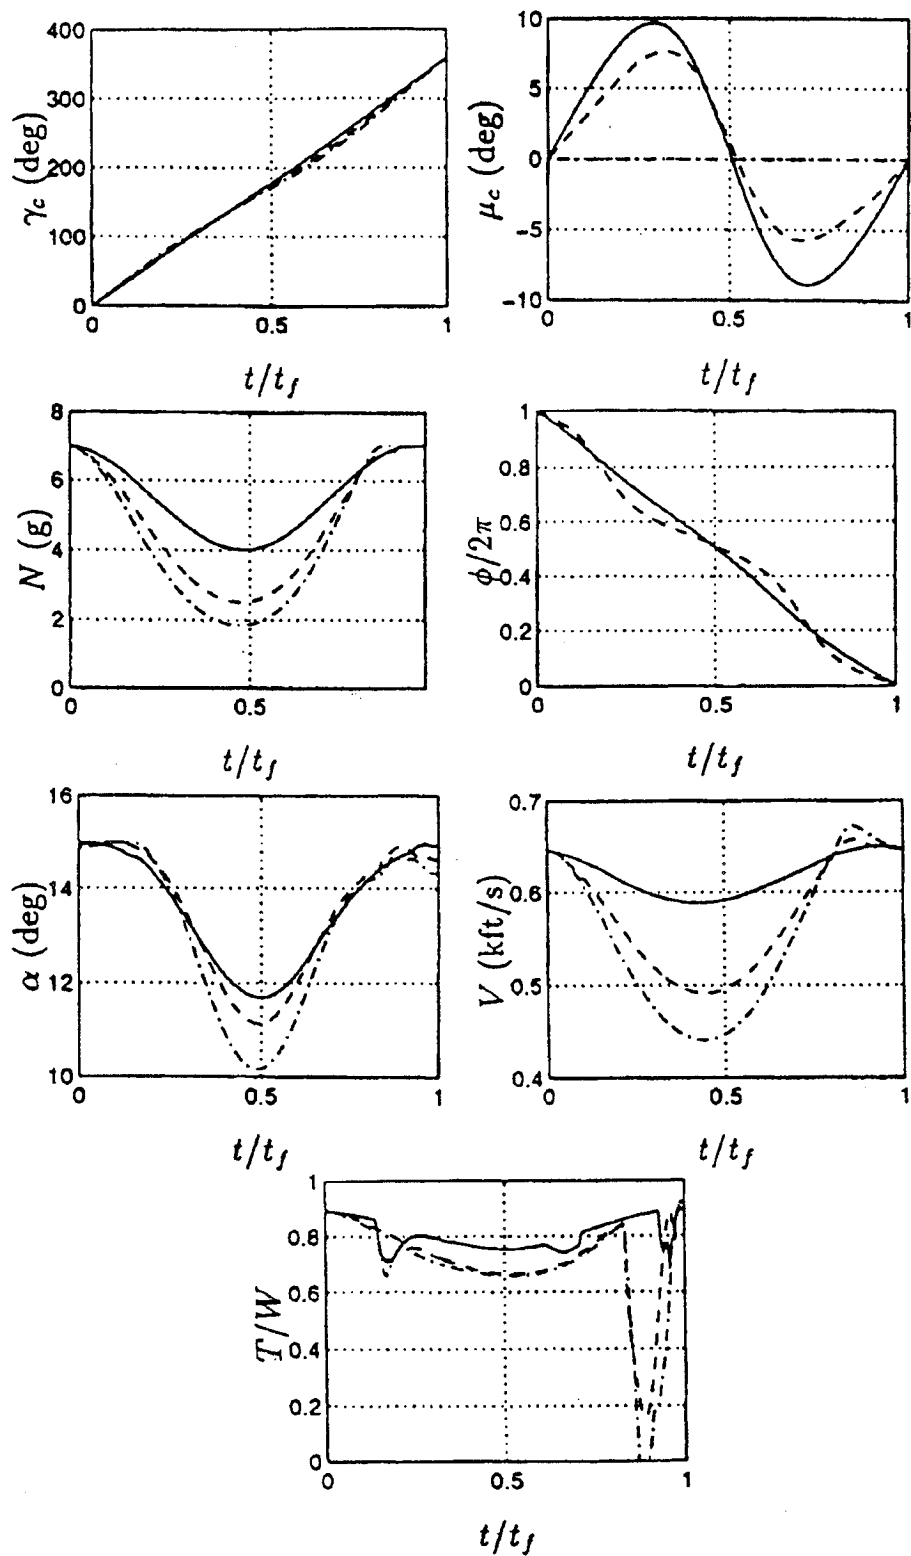 400
300
200
100
0
γc (deg)
0 0.5 1
t/tf
10
5
0
-5
-10
μc (deg)
0 0.5 1
t/tf
8
6
4
2
0
N (g)
0 0.5
t/tf
1
0.8
0.6
0.4
0.2
0
ϕ/2π
0 0.5 1
t/tf
16
14
12
10
α (deg)
0 0.5 1
t/tf
0.7
0.6
0.5
0.4
V (kft/s)
0 0.5 1
t/tf
1
0.8
0.6
0.4
0.2
0
T/W
0 0.5 1
t/tf